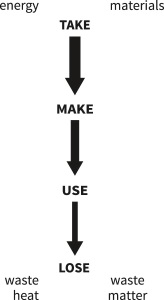 energy materials
TAKE
MAKE
USE
LOSE
waste waste
heat matter